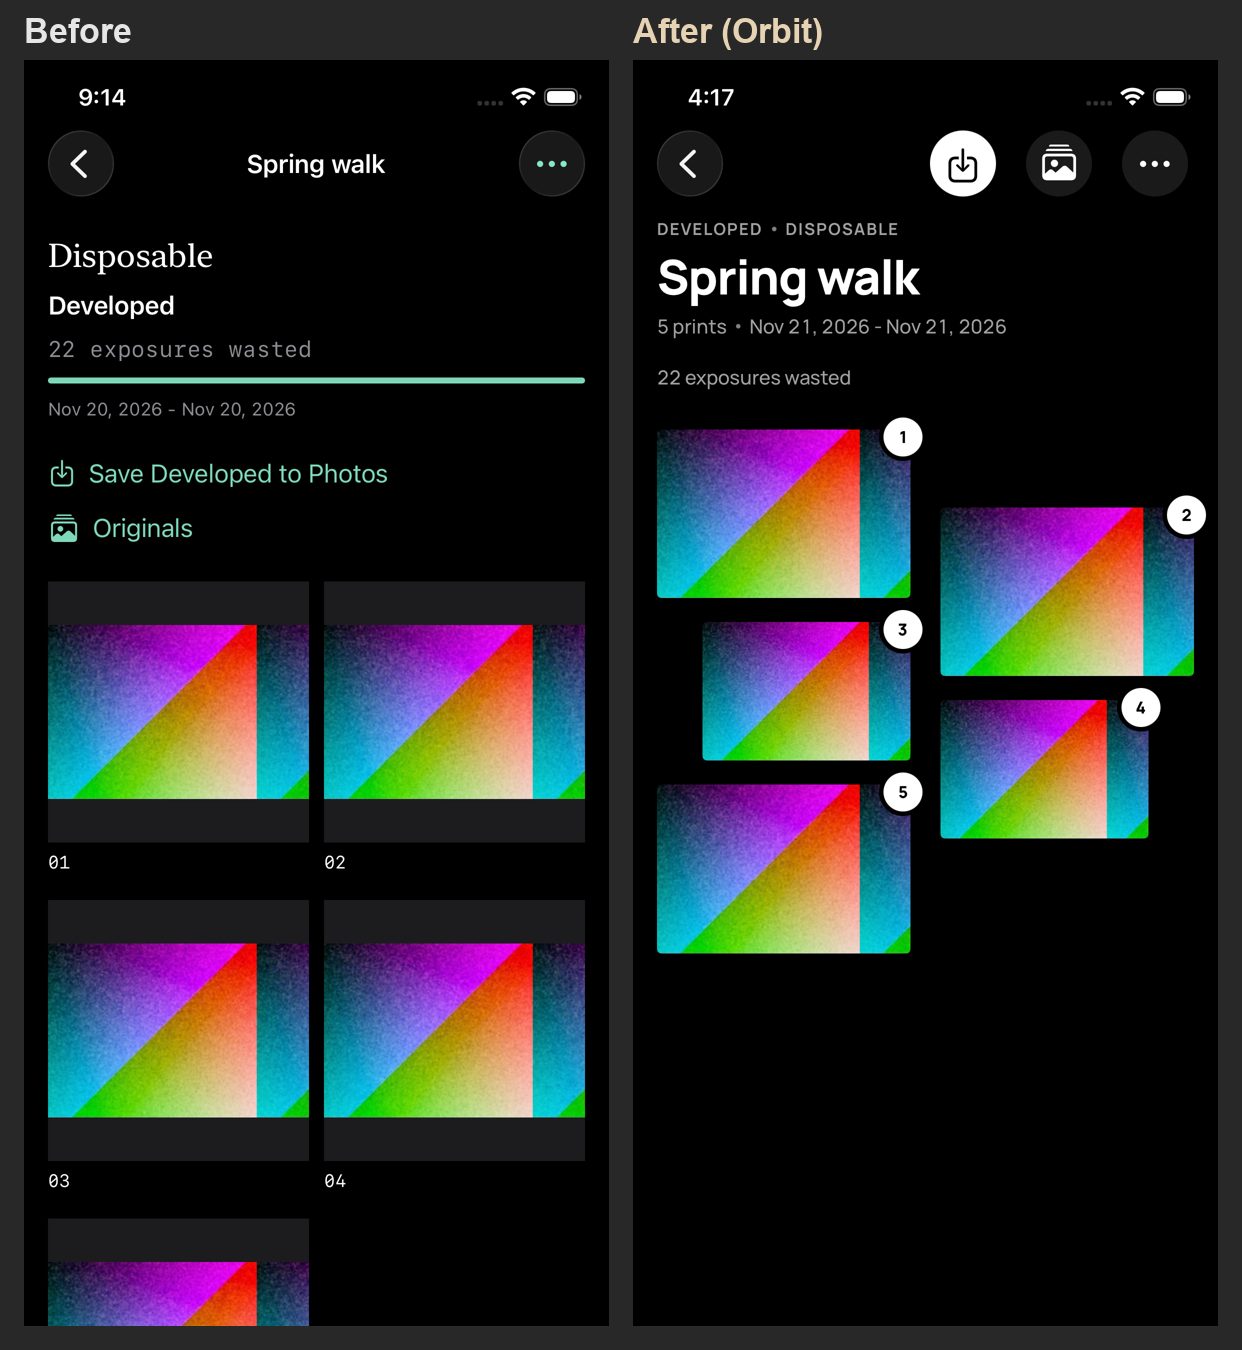 Before
9:14
Spring walk
Disposable
Developed
22 exposures wasted
Nov 20, 2026 - Nov 20, 2026
Save Developed to Photos
Originals
01
02
03
04
After (Orbit)
4:17
DEVELOPED • DISPOSABLE
Spring walk
5 prints • Nov 21, 2026 - Nov 21, 2026
22 exposures wasted
1
2
3
4
5